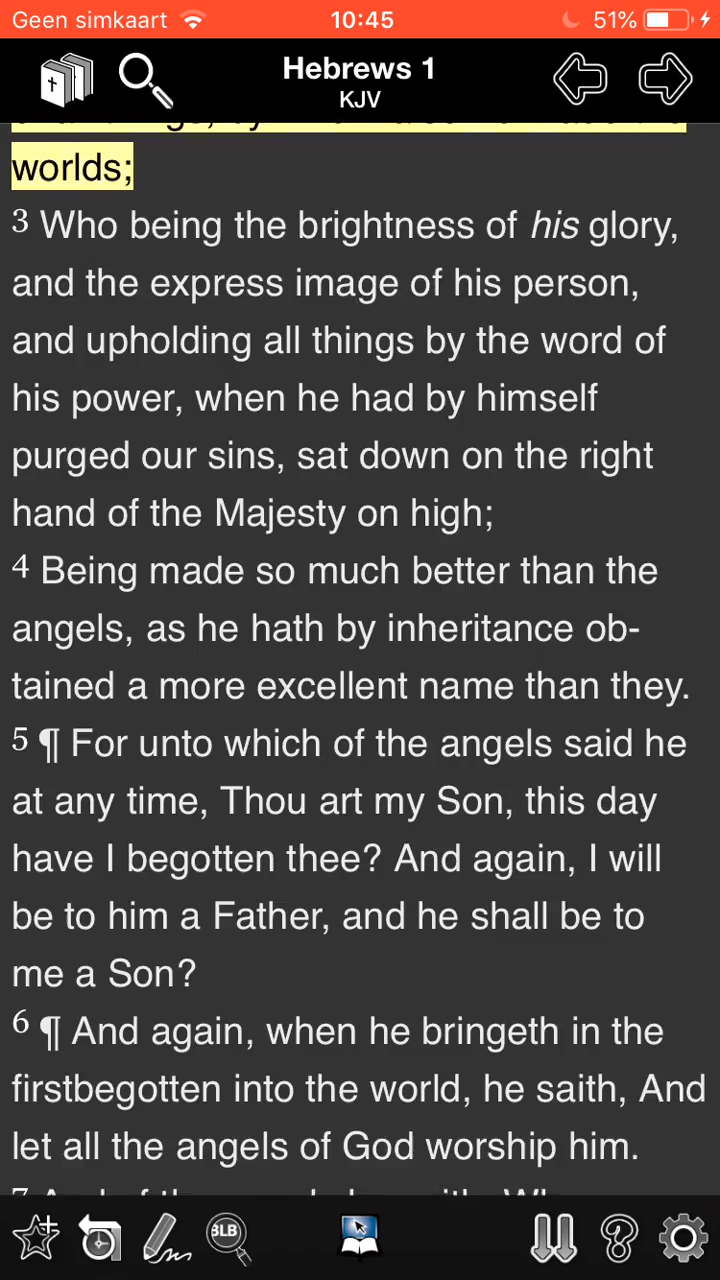 Geen simkaart 10:45 51%
Hebrews 1
KJV
worlds;
3 Who being the brightness of his glory,
and the express image of his person,
and upholding all things by the word of
his power, when he had by himself
purged our sins, sat down on the right
hand of the Majesty on high;
4 Being made so much better than the
angels, as he hath by inheritance ob-
tained a more excellent name than they.
5 ¶ For unto which of the angels said he
at any time, Thou art my Son, this day
have I begotten thee? And again, I will
be to him a Father, and he shall be to
me a Son?
6 ¶ And again, when he bringeth in the
firstbegotten into the world, he saith, And
let all the angels of God worship him.
BLB